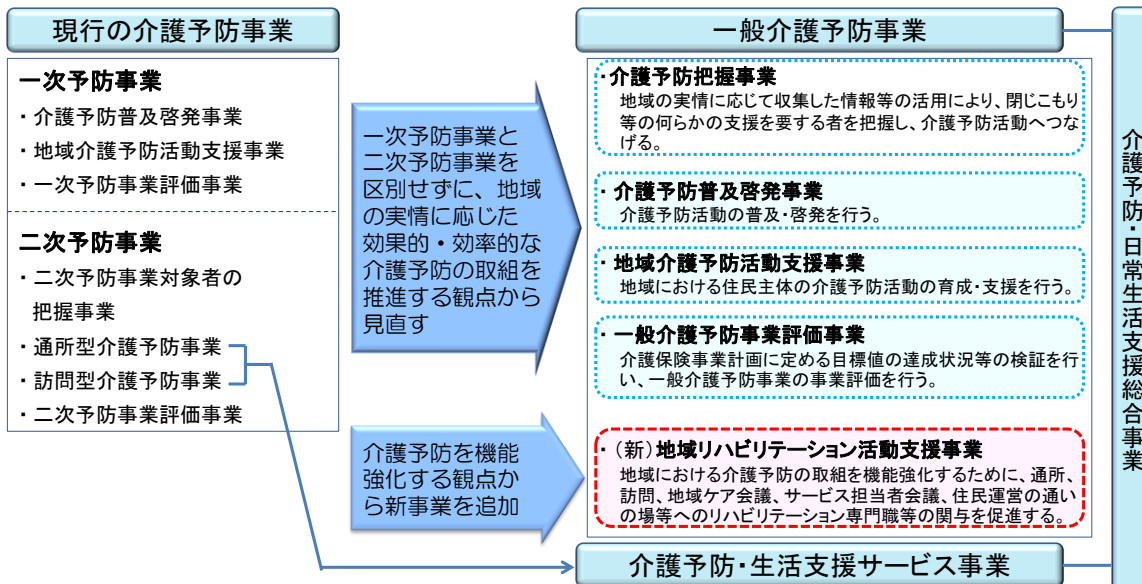 現行の介護予防事業
一次予防事業
・介護予防普及啓発事業
・地域介護予防活動支援事業
・一次予防事業評価事業
二次予防事業
・二次予防事業対象者の
把握事業
・通所型介護予防事業
・訪問型介護予防事業
・二次予防事業評価事業
一次予防事業と
二次予防事業を
区別せずに、地域
の実情に応じた
効果的・効率的な
介護予防の取組を
推進する観点から
見直す
介護予防を機能
強化する観点か
ら新事業を追加
一般介護予防事業
・介護予防把握事業
地域の実情に応じて収集した情報等の活用により、閉じこもり
等の何らかの支援を要する者を把握し、介護予防活動へつな
げる。
・介護予防普及啓発事業
介護予防活動の普及・啓発を行う。
・地域介護予防活動支援事業
地域における住民主体の介護予防活動の育成・支援を行う。
・一般介護予防事業評価事業
介護保険事業計画に定める目標値の達成状況等の検証を行
い、一般介護予防事業の事業評価を行う。
・（新）地域リハビリテーション活動支援事業
地域における介護予防の取組を機能強化するために、通所、
訪問、地域ケア会議、サービス担当者会議、住民運営の通い
の場等へのリハビリテーション専門職等の関与を促進する。
介護予防・生活支援サービス事業
介護予防・日常生活支援総合事業